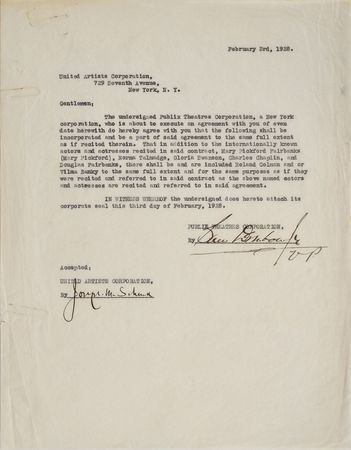 February 3rd, 1928.
United Artists Corporation,
729 Seventh Avenue,
New York, N. Y.
Gentlemen:
The undersigned Publix Theatres Corporation, a New York
corporation, who is about to execute an agreement with you of even
date herewith do hereby agree with you that the following shall be
incorporated and be a part of said agreement to the same full extent
as if recited therein. That in addition to the internationally known
actors and actresses recited in said contract, Mary Pickford Fairbanks
(Mary Pickford), Norma Talmadge, Gloria Swanson, Charles Chaplin, and
Douglas Fairbanks, there shall be and are included Roland Colman and or
Vilma Banky to the same full extent and for the same purposes as if they
were recited and referred to in said contract as the above named actors
and actresses are recited and referred to in said agreement.
IN WITNESS WHEREOF the undersigned does hereto attach its
corporate seal this third day of February, 1928.
PUBLIX THEATRES CORPORATION,
By
V.P.
Accepted:
UNITED ARTISTS CORPORATION,
By Joseph M. Schenck